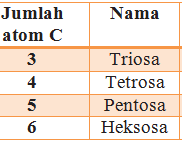 Jumlah atom C Nama
3 Triosa
4 Tetrosa
5 Pentosa
6 Heksosa